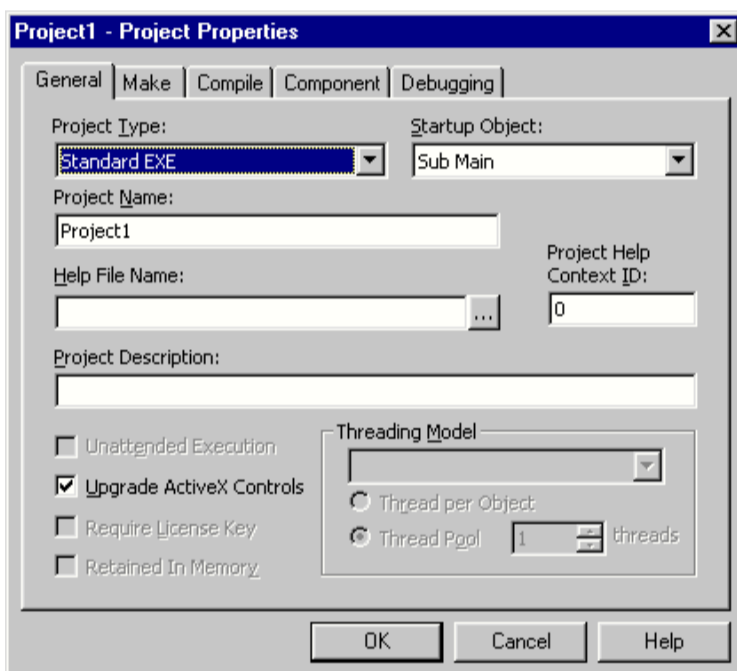 Project1 - Project Properties
General Make Compile Component Debugging
Project Type: Startup Object:
Standard EXE Sub Main
Project Name:
Project1
Project Help
Help File Name: Context ID:
... 0
Project Description:
Unattended Execution Threading Model
Upgrade ActiveX Controls
Thread per Object
Require License Key
Thread Pool 1 threads
Retained In Memory
OK Cancel Help